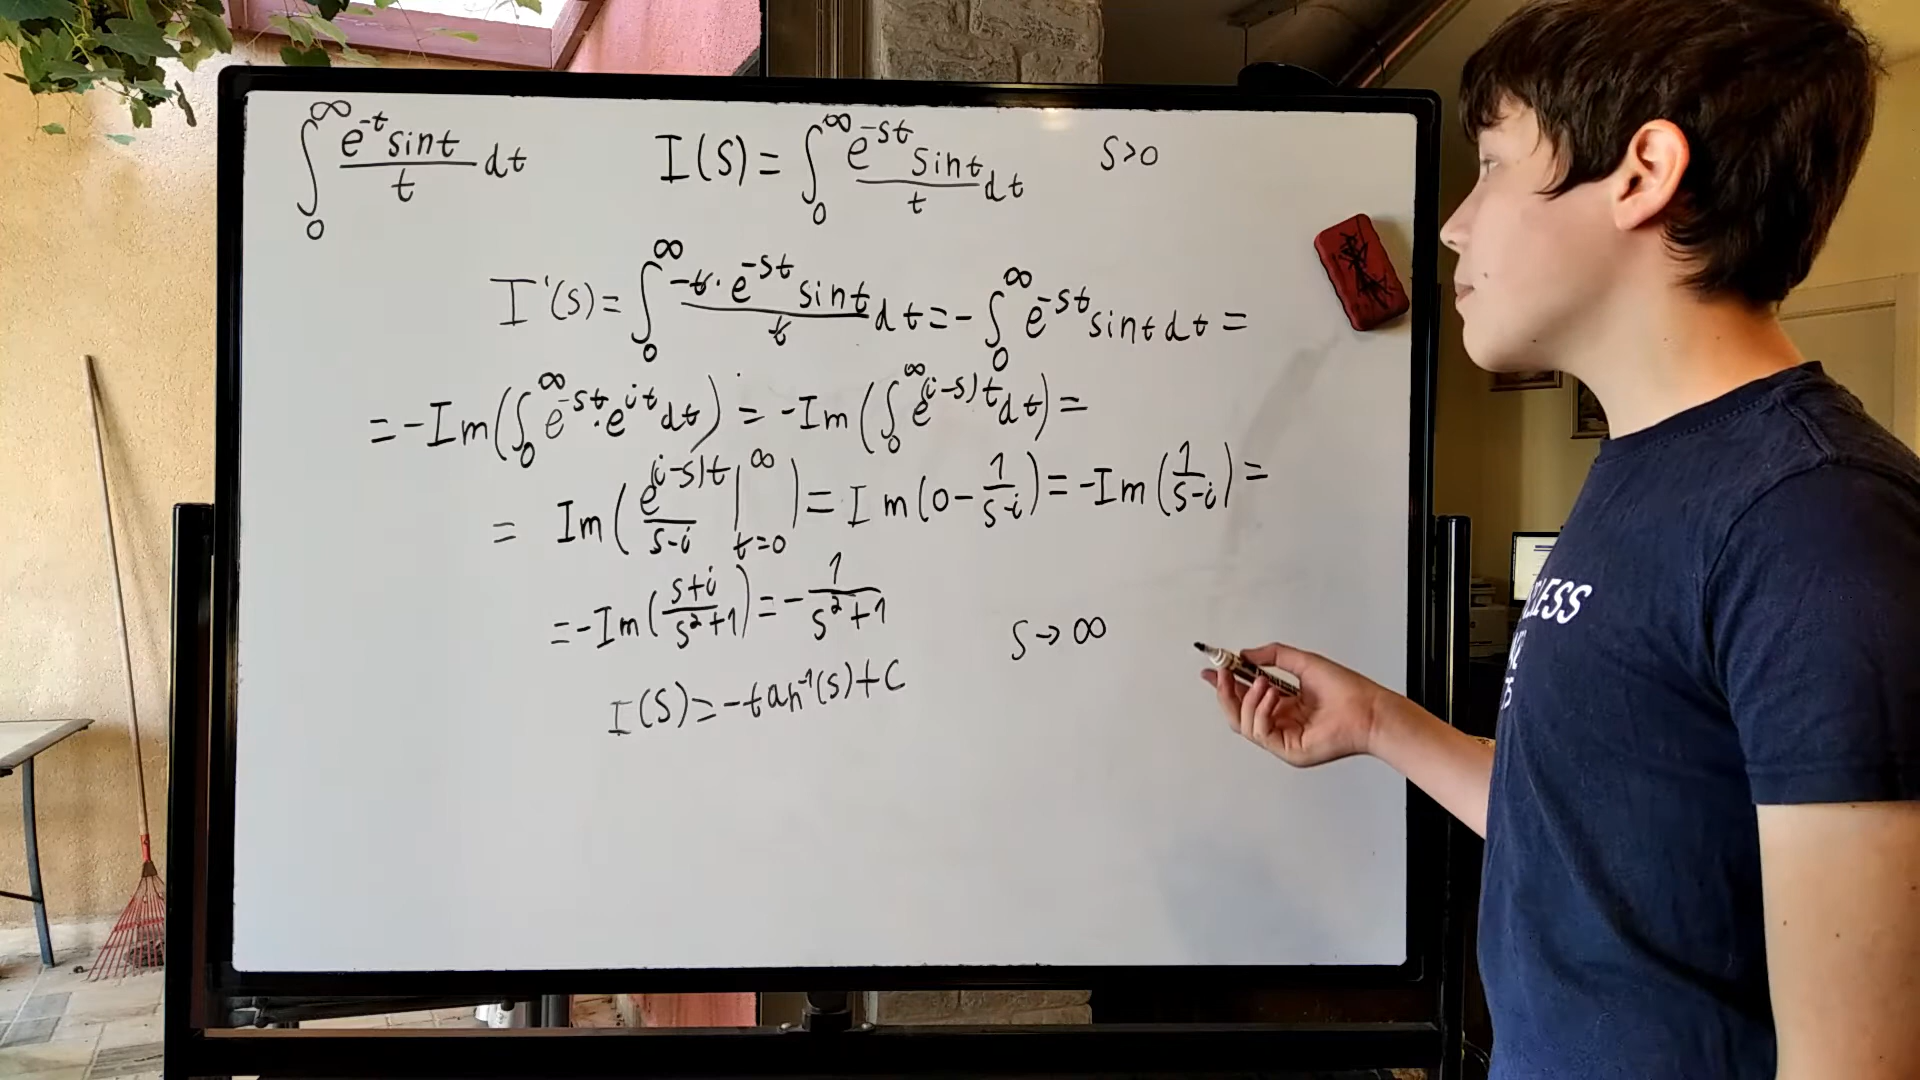 ∫₀^∞ (e^{-t} sint)/t dt    I(s) = ∫₀^∞ (e^{-st} sint)/t dt    s>0
I'(s) = ∫₀^∞ (-t·e^{-st} sint)/t dt = -∫₀^∞ e^{-st} sint dt =
= -Im(∫₀^∞ e^{-st}·e^{it} dt) = -Im(∫₀^∞ e^{(i-s)t} dt) =
= Im(e^{(i-s)t}/(s-i) |_{t=0}^∞) = Im(0 - 1/(s-i)) = -Im(1/(s-i)) =
= -Im((s+i)/(s²+1)) = -1/(s²+1)
s→∞
I(s) = -tan⁻¹(s)+C